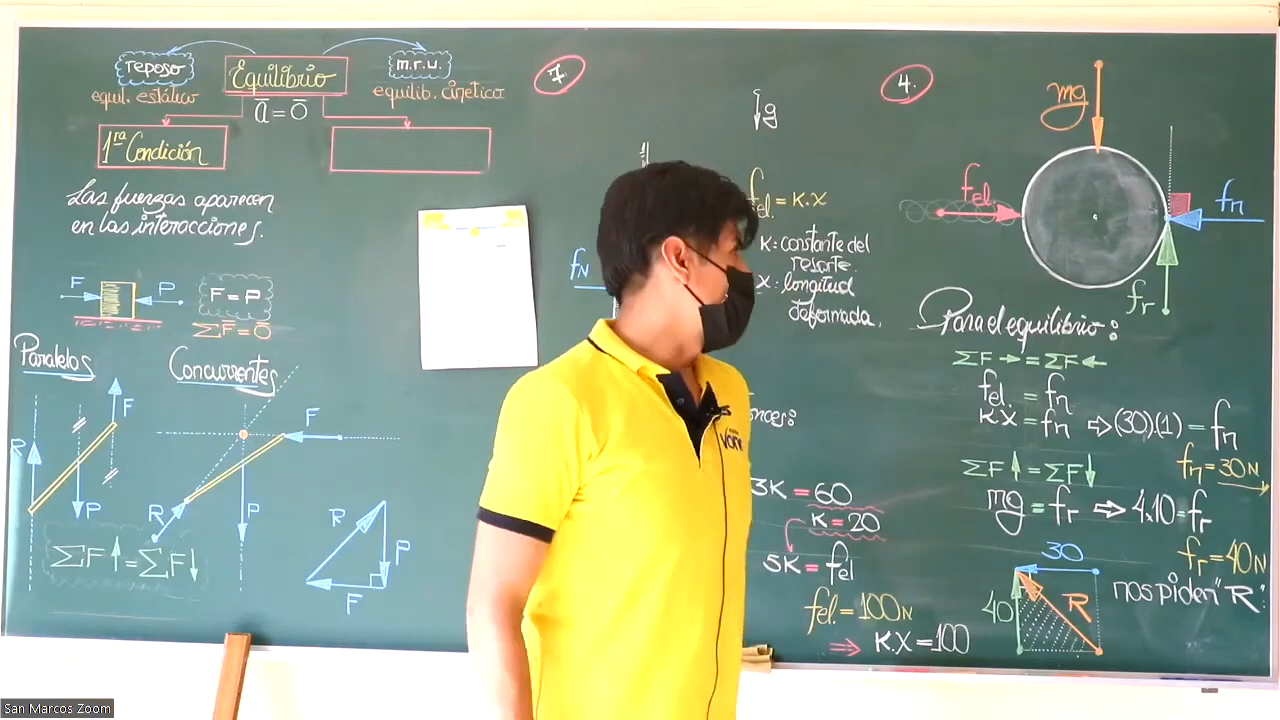 reposo
Equilibrio
m.r.u.
equil. estático
equilib. cinético
a̅ = 0̅
1ra Condición
Las fuerzas aparecen
en las interacciones.
F
P
F = P
ΣF̅ = 0̅
Paralelos
Concurrentes
F
R
P
ΣF↑ = ΣF↓
F
R
P
R
P
F
7.
g
fel. = K.X
K: constante del
resorte.
X: longitud
deformada.
fN
3K = 60
K = 20
5K = fel
fel. = 100N
⇒ K.X = 100
4.
mg
fel.
fn
fr
Para el equilibrio:
ΣF→ = ΣF←
fel. = fn
K.X = fn ⇒ (30).(1) = fn
fn = 30N
ΣF↑ = ΣF↓
mg = fr ⇒ 4.10 = fr
fr = 40N
30
40
R
nos piden "R".
VONK
San Marcos Zoom